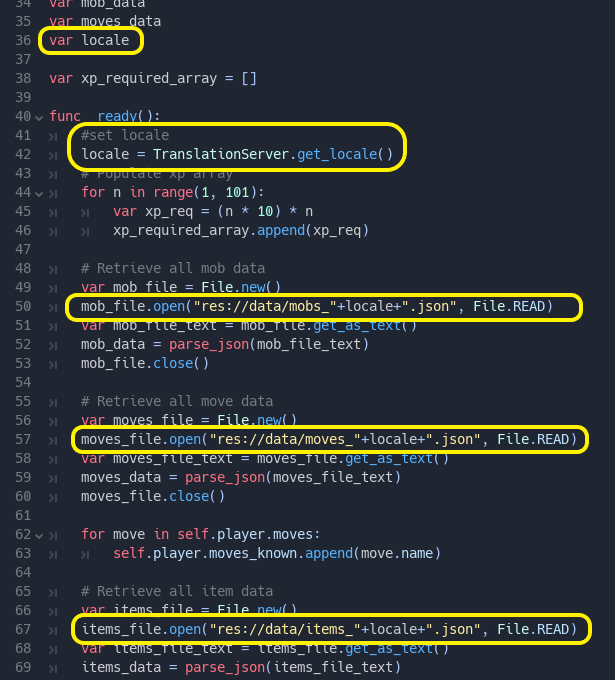 34 var mob_data
35 var moves_data
36 var locale
37
38 var xp_required_array = []
39
40 func _ready():
41 #set locale
42 locale = TranslationServer.get_locale()
43 # Populate xp array
44 for n in range(1, 101):
45 var xp_req = (n * 10) * n
46 xp_required_array.append(xp_req)
47
48 # Retrieve all mob data
49 var mob_file = File.new()
50 mob_file.open("res://data/mobs_"+locale+".json", File.READ)
51 var mob_file_text = mob_file.get_as_text()
52 mob_data = parse_json(mob_file_text)
53 mob_file.close()
54
55 # Retrieve all move data
56 var moves_file = File.new()
57 moves_file.open("res://data/moves_"+locale+".json", File.READ)
58 var moves_file_text = moves_file.get_as_text()
59 moves_data = parse_json(moves_file_text)
60 moves_file.close()
61
62 for move in self.player.moves:
63 self.player.moves_known.append(move.name)
64
65 # Retrieve all item data
66 var items_file = File.new()
67 items_file.open("res://data/items_"+locale+".json", File.READ)
68 var items_file_text = items_file.get_as_text()
69 items_data = parse_json(items_file_text)